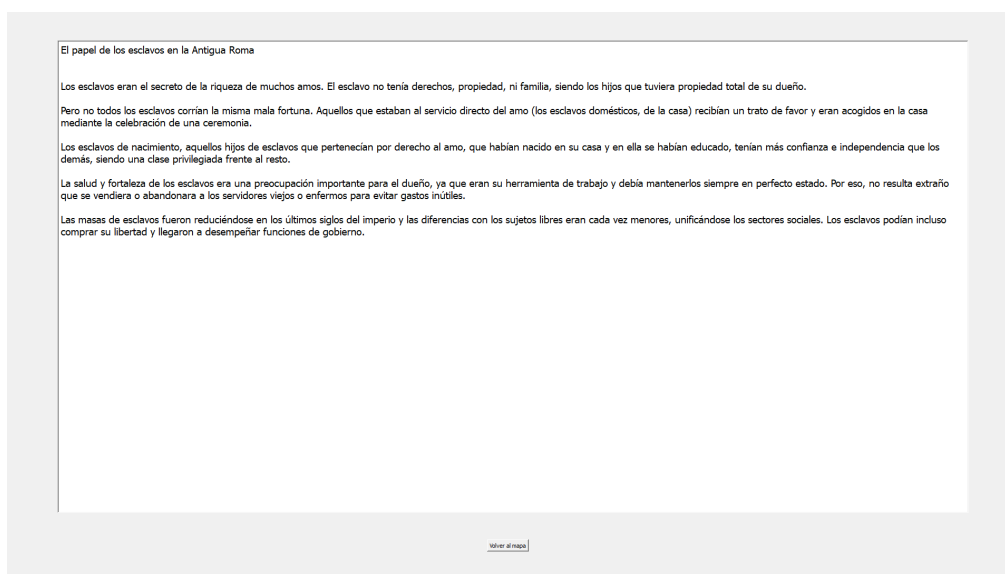 El papel de los esclavos en la Antigua Roma
Los esclavos eran el secreto de la riqueza de muchos amos. El esclavo no tenía derechos, propiedad, ni familia, siendo los hijos que tuviera propiedad total de su dueño.
Pero no todos los esclavos corrían la misma mala fortuna. Aquellos que estaban al servicio directo del amo (los esclavos domésticos, de la casa) recibían un trato de favor y eran acogidos en la casa
mediante la celebración de una ceremonia.
Los esclavos de nacimiento, aquellos hijos de esclavos que pertenecían por derecho al amo, que habían nacido en su casa y en ella se habían educado, tenían más confianza e independencia que los
demás, siendo una clase privilegiada frente al resto.
La salud y fortaleza de los esclavos era una preocupación importante para el dueño, ya que eran su herramienta de trabajo y debía mantenerlos siempre en perfecto estado. Por eso, no resulta extraño
que se vendiera o abandonara a los servidores viejos o enfermos para evitar gastos inútiles.
Las masas de esclavos fueron reduciéndose en los últimos siglos del imperio y las diferencias con los sujetos libres eran cada vez menores, unificándose los sectores sociales. Los esclavos podían incluso
comprar su libertad y llegaron a desempeñar funciones de gobierno.
Volver al mapa